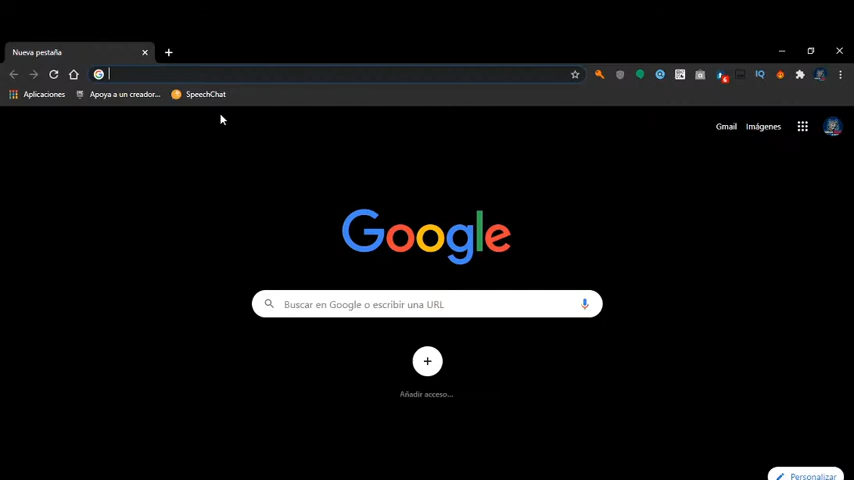 Nueva pestaña
Aplicaciones
Apoya a un creador...
SpeechChat
Gmail
Imágenes
Google
Buscar en Google o escribir una URL
Añadir acceso...
Personalizar